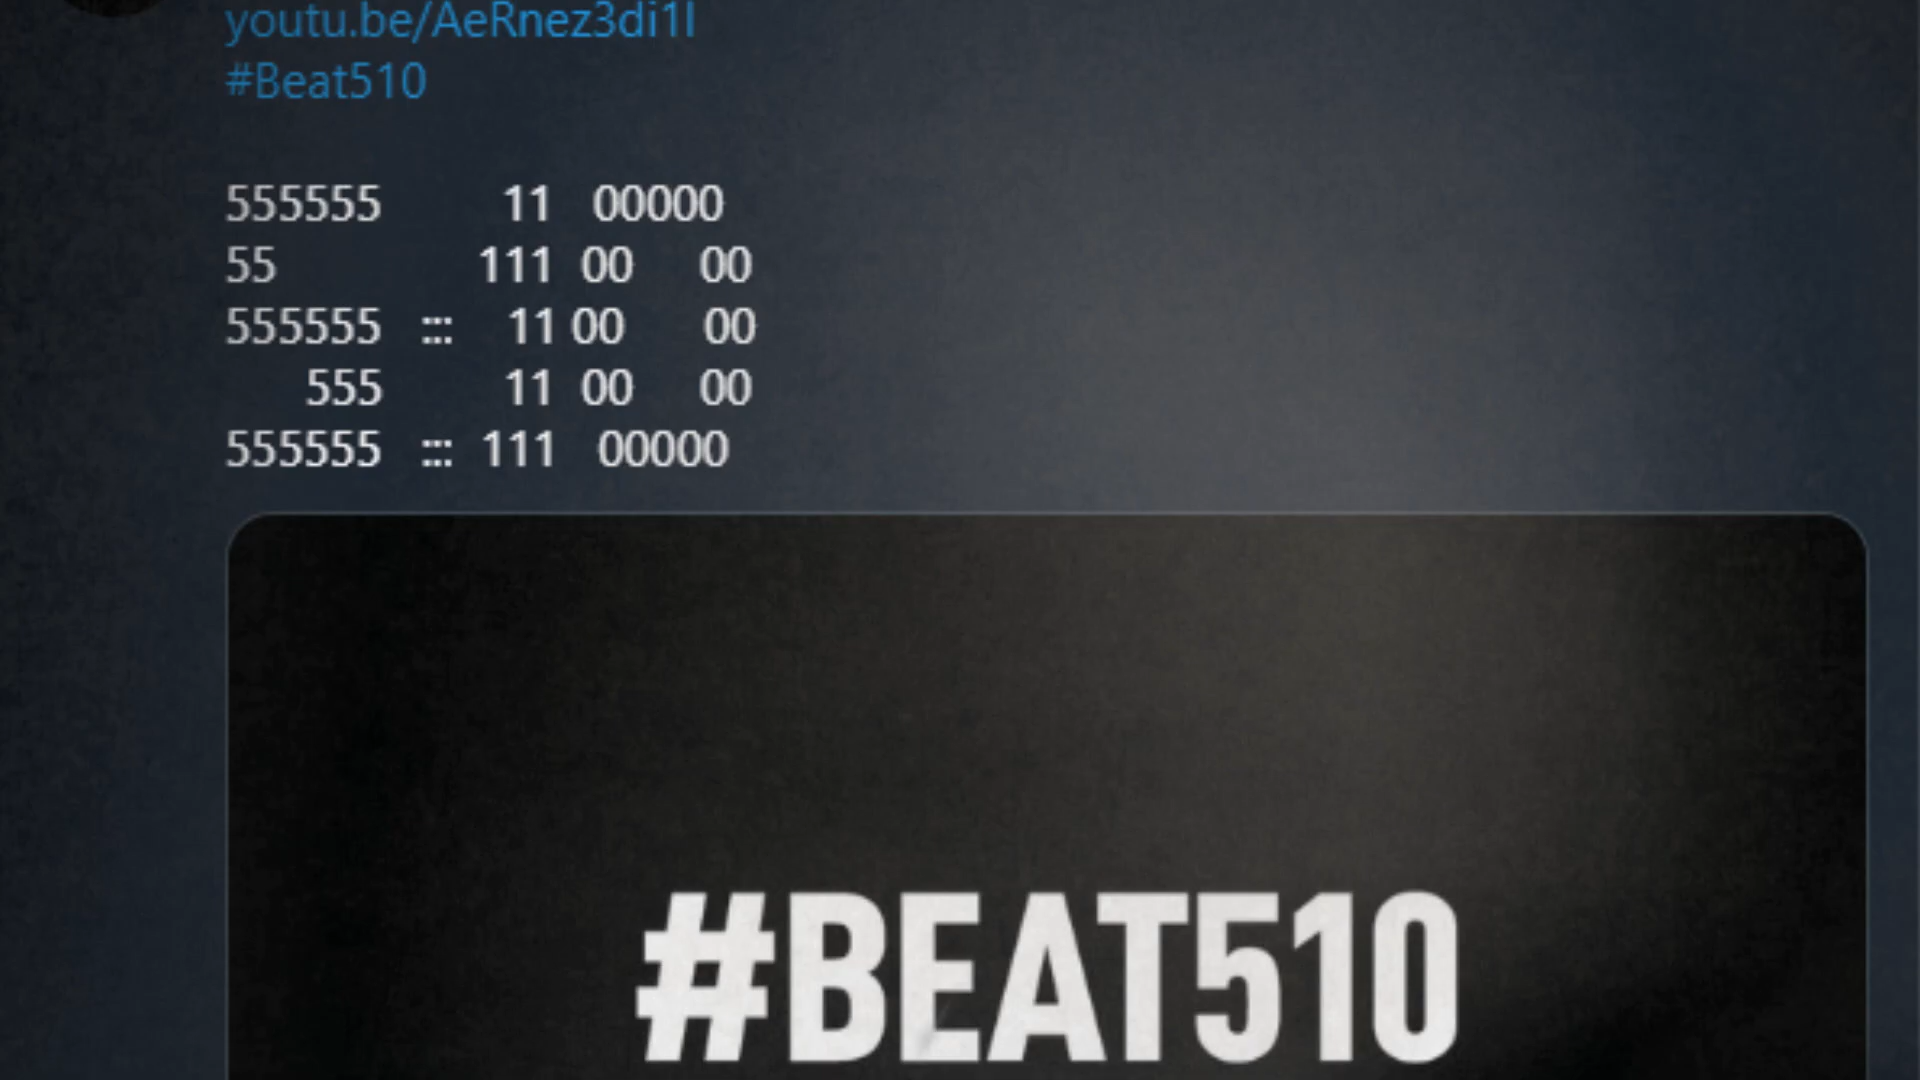 youtu.be/AeRnez3di1I
#Beat510
555555 11 00000
55 111 00 00
555555 ::: 11 00 00
555 11 00 00
555555 ::: 111 00000
#BEAT510